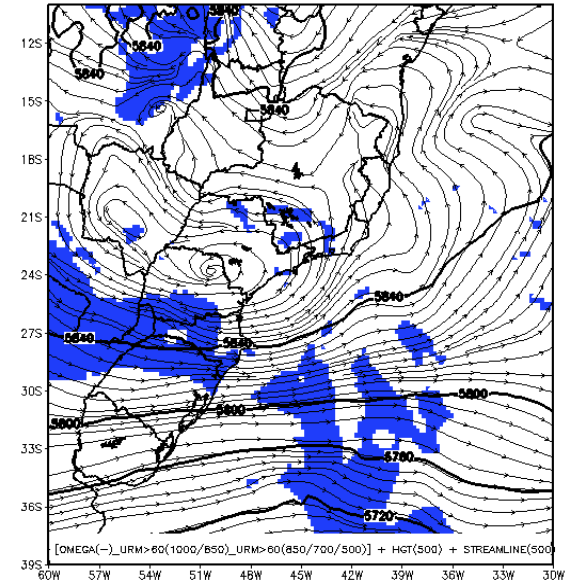 5840
12S
5840
5840
15S
5840
18S
21S
24S
5840
27S
5840
5840
30S
5800
5800
5800
33S
5760
36S
5720
[OMEGA(-)_URM>60(1000/850)_URM>60(850/700/500)] + HGT(500) + STREAMLINE(500)
39S
60W 57W 54W 51W 48W 45W 42W 39W 36W 33W 30W